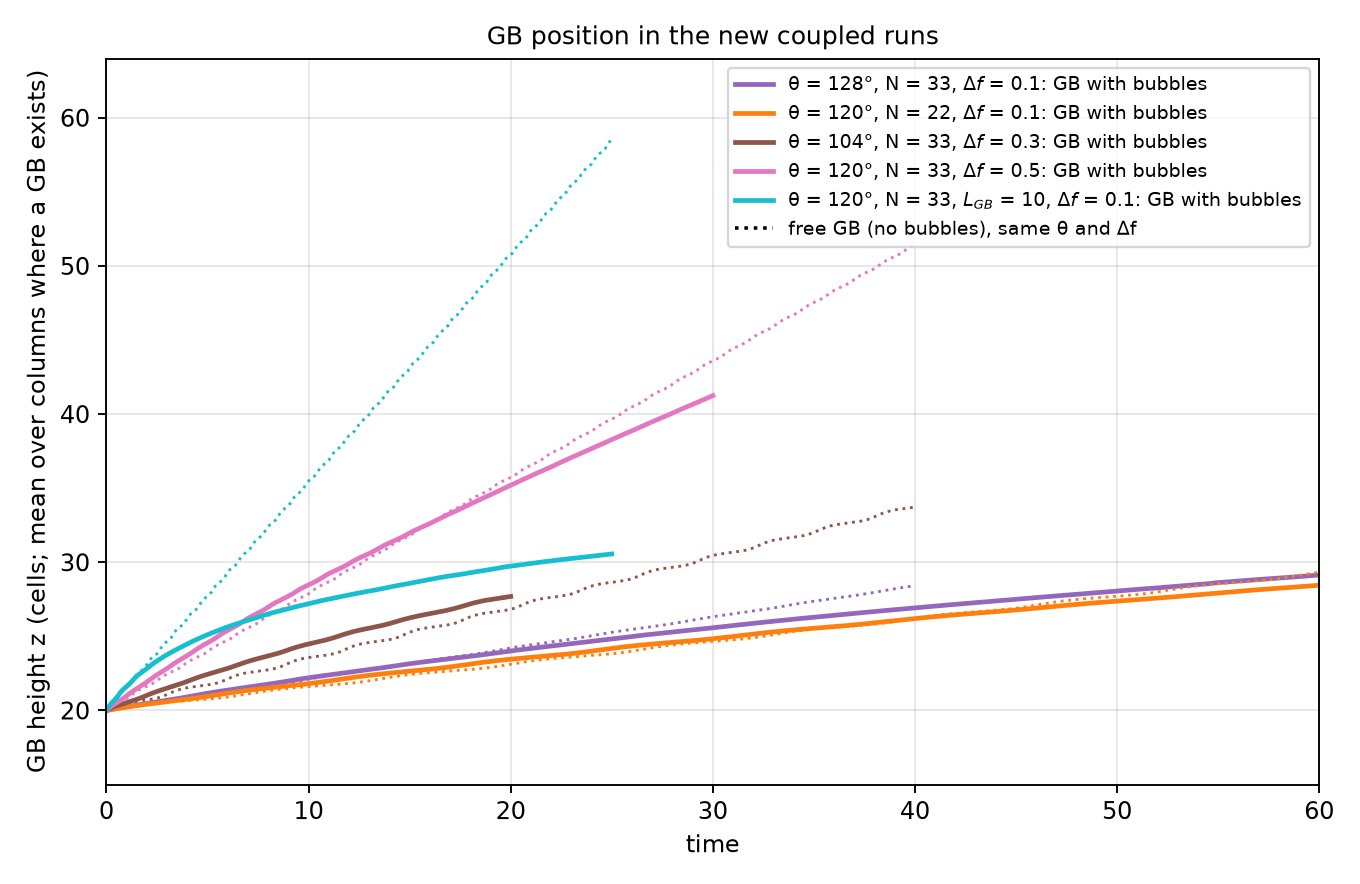 GB position in the new coupled runs
GB height z (cells; mean over columns where a GB exists)
60
50
40
30
20
θ = 128°, N = 33, Δf = 0.1: GB with bubbles
θ = 120°, N = 22, Δf = 0.1: GB with bubbles
θ = 104°, N = 33, Δf = 0.3: GB with bubbles
θ = 120°, N = 33, Δf = 0.5: GB with bubbles
θ = 120°, N = 33, L_GB = 10, Δf = 0.1: GB with bubbles
free GB (no bubbles), same θ and Δf
0 10 20 30 40 50 60
time